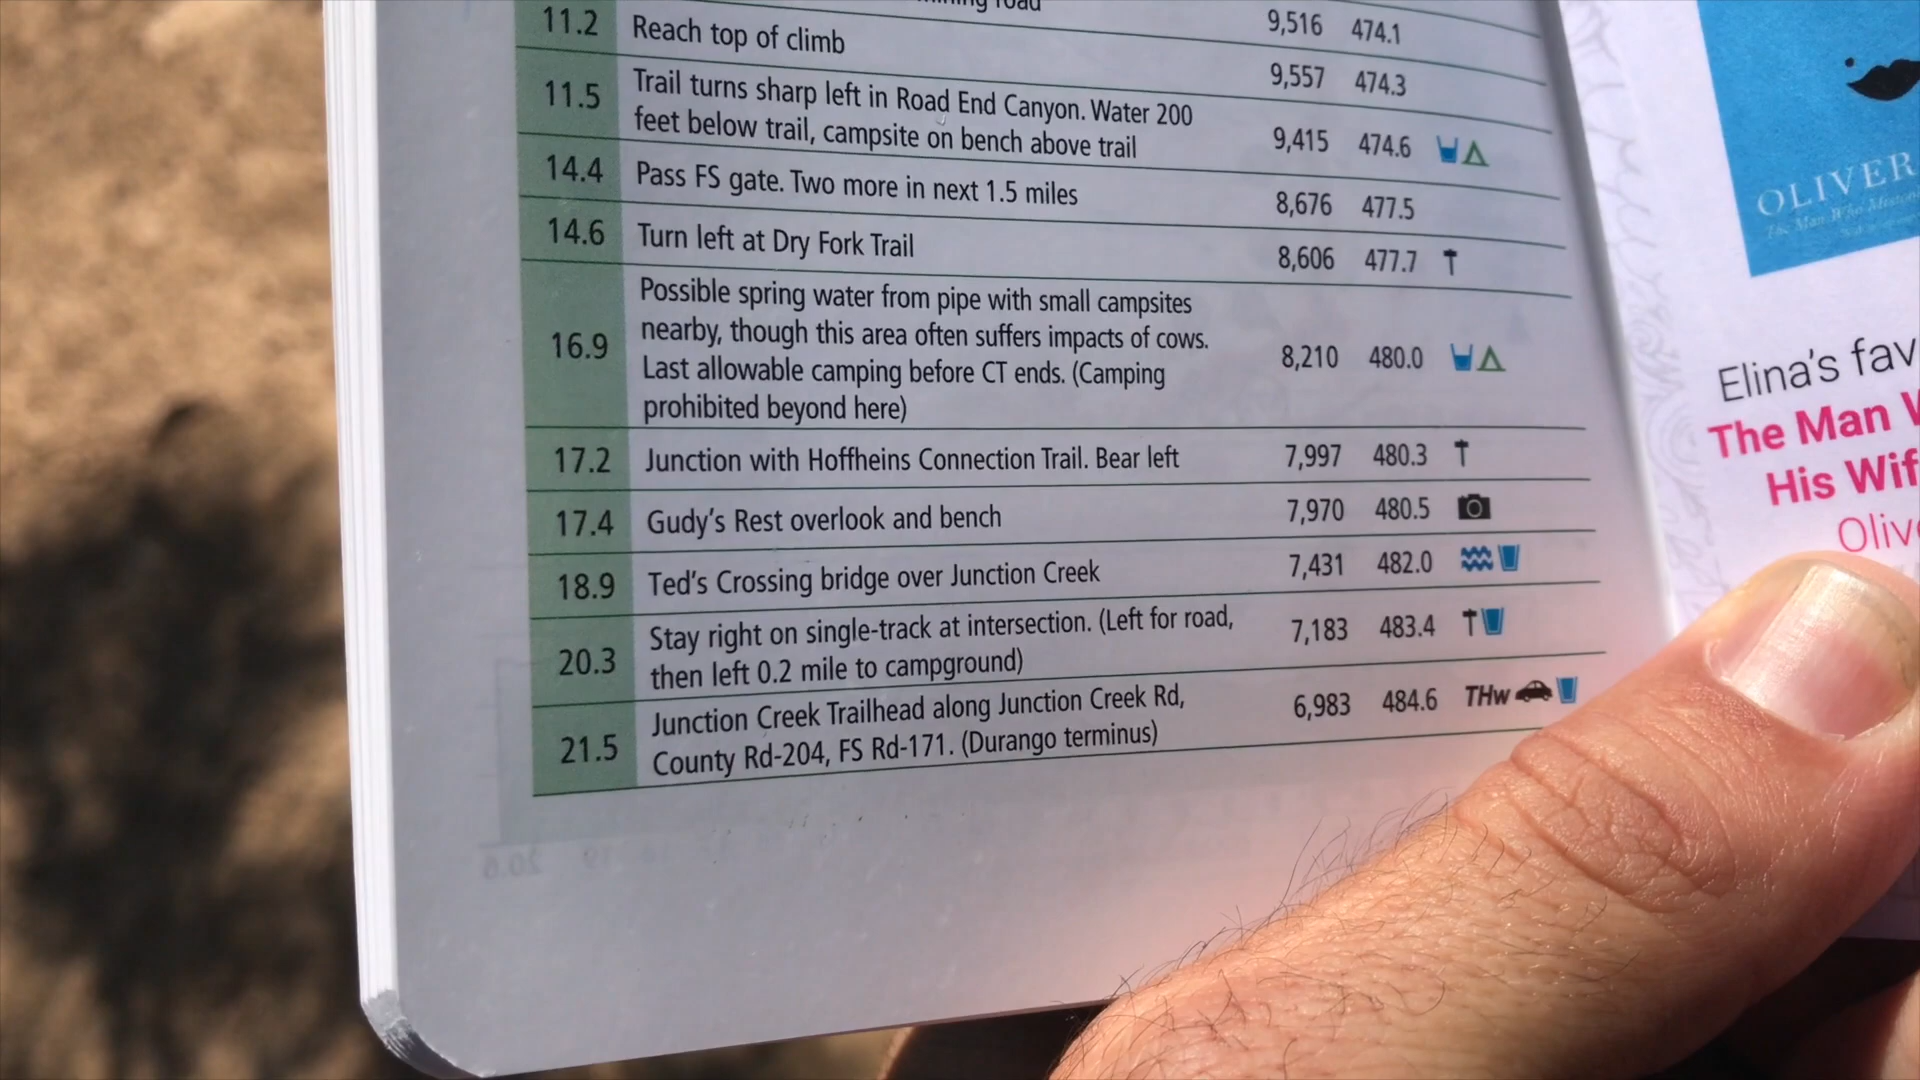 road
11.2 Reach top of climb 9,516 474.1
9,557 474.3
11.5 Trail turns sharp left in Road End Canyon. Water 200
feet below trail, campsite on bench above trail 9,415 474.6
14.4 Pass FS gate. Two more in next 1.5 miles 8,676 477.5
14.6 Turn left at Dry Fork Trail 8,606 477.7
Possible spring water from pipe with small campsites
nearby, though this area often suffers impacts of cows.
16.9 Last allowable camping before CT ends. (Camping 8,210 480.0
prohibited beyond here)
17.2 Junction with Hoffheins Connection Trail. Bear left 7,997 480.3
17.4 Gudy's Rest overlook and bench 7,970 480.5
18.9 Ted's Crossing bridge over Junction Creek 7,431 482.0
20.3 Stay right on single-track at intersection. (Left for road, 7,183 483.4
then left 0.2 mile to campground)
21.5 Junction Creek Trailhead along Junction Creek Rd, 6,983 484.6 THw
County Rd-204, FS Rd-171. (Durango terminus)
OLIVER
The Man Who
Elina's fav
The Man W
His Wif
Olive